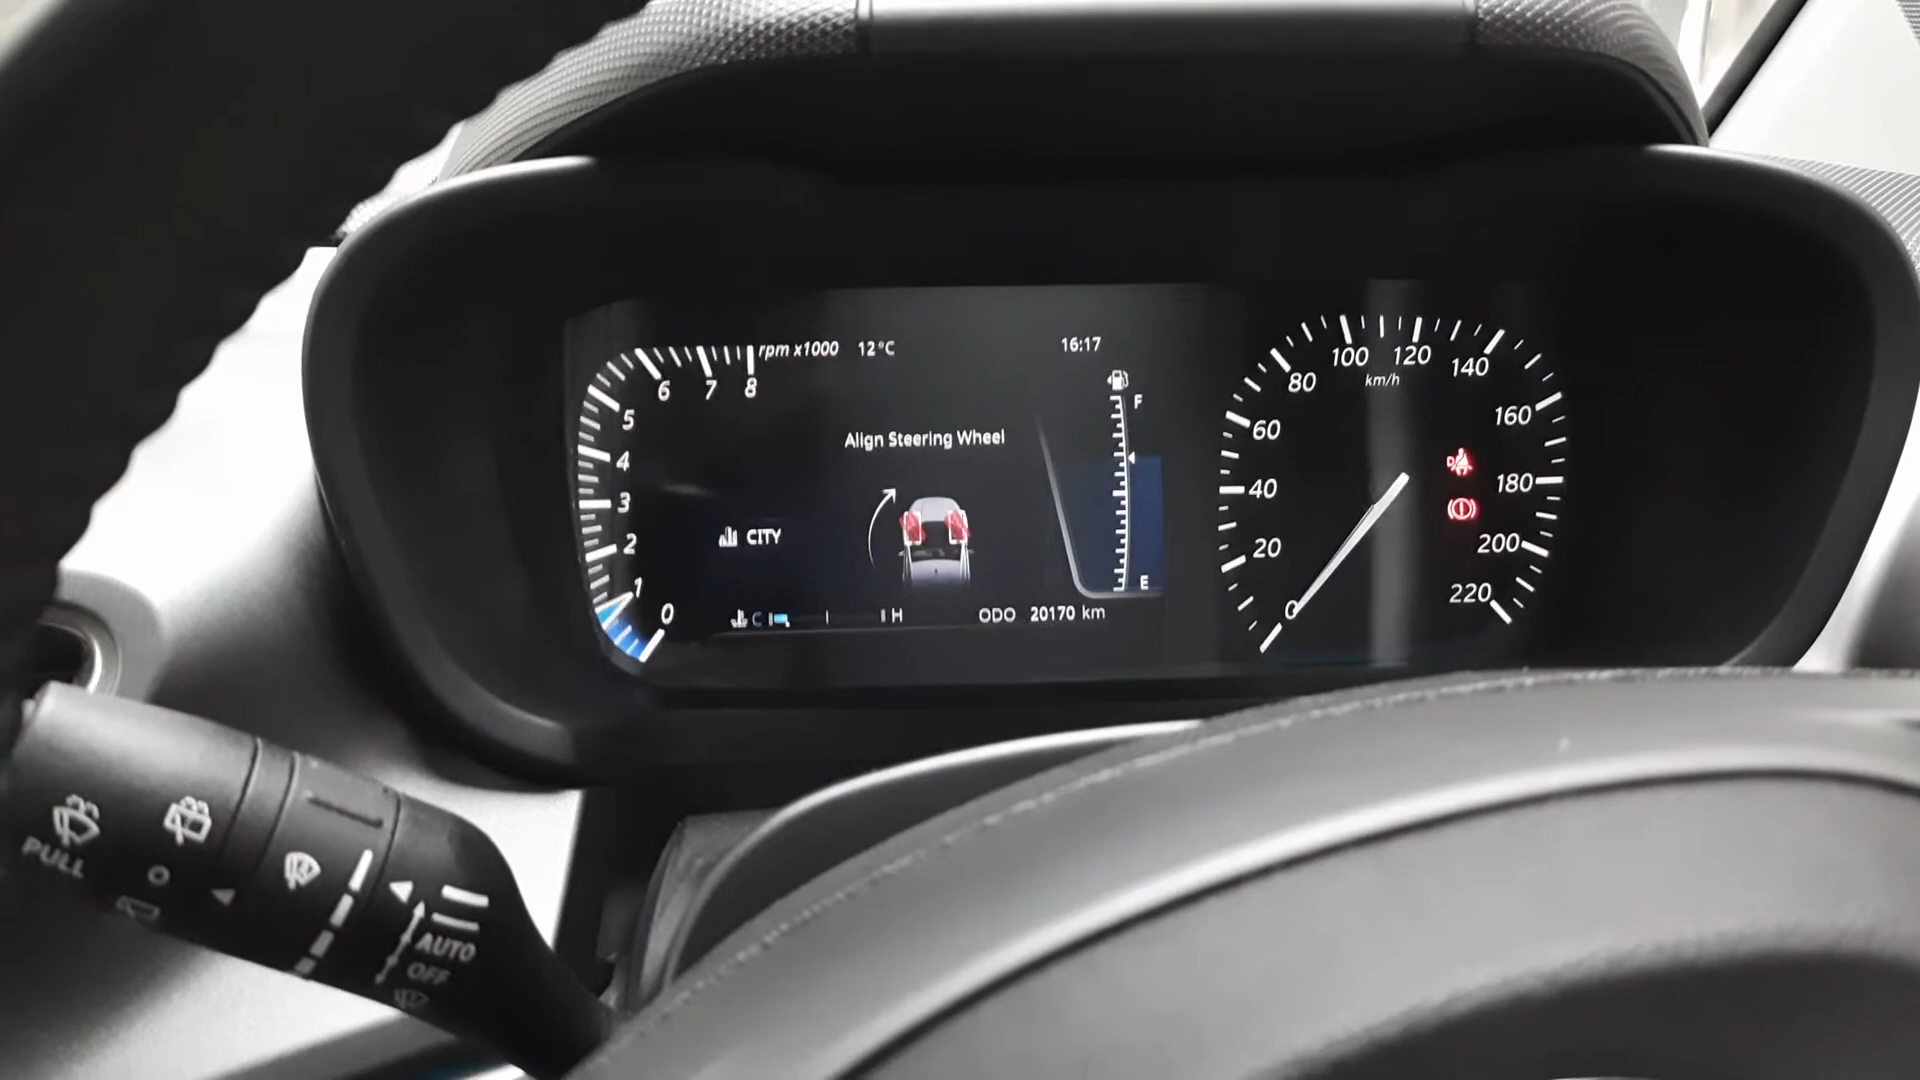 rpm x1000 12°C 16:17
0 1 2 3 4 5 6 7 8
F
E
Align Steering Wheel
CITY
C H ODO 20170 km
0 20 40 60 80 100 120 140 160 180 200 220
km/h
D
PULL
AUTO
OFF